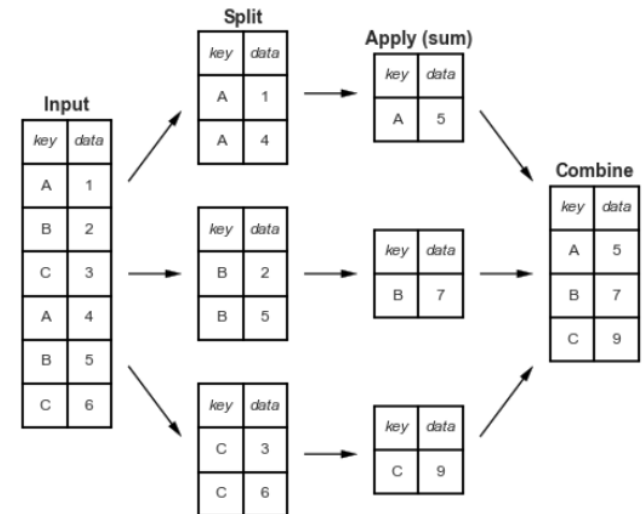 Input
key data
A 1
B 2
C 3
A 4
B 5
C 6
Split
key data
A 1
A 4
key data
B 2
B 5
key data
C 3
C 6
Apply (sum)
key data
A 5
key data
B 7
key data
C 9
Combine
key data
A 5
B 7
C 9